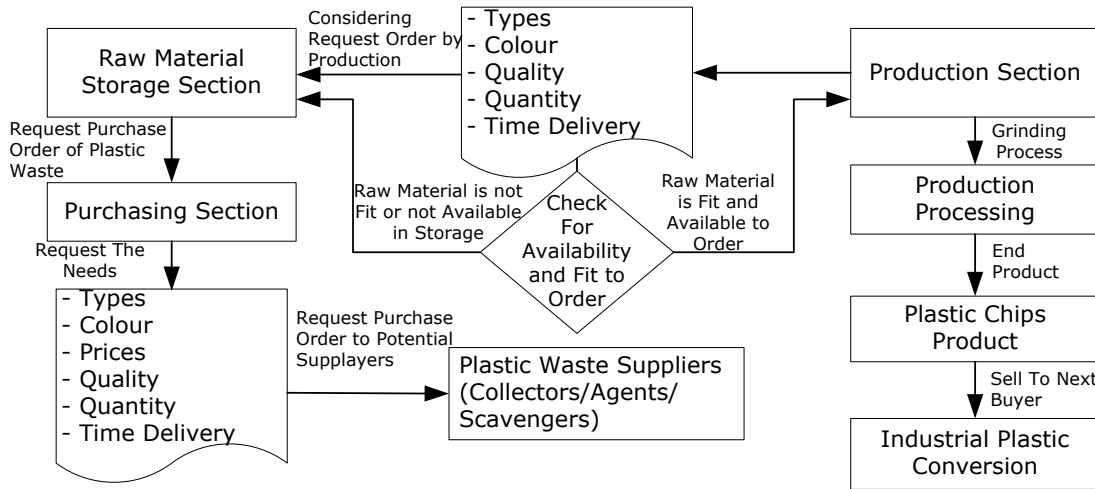 Raw Material
Storage Section
Considering
Request Order by
Production
- Types
- Colour
- Quality
- Quantity
- Time Delivery
Production Section
Request Purchase
Order of Plastic
Waste
Purchasing Section
Request The
Needs
- Types
- Colour
- Prices
- Quality
- Quantity
- Time Delivery
Request Purchase
Order to Potential
Supplayers
Plastic Waste Suppliers
(Collectors/Agents/
Scavengers)
Raw Material is not
Fit or not Available
in Storage
Check
For
Availability
and Fit to
Order
Raw Material
is Fit and
Available to
Order
Grinding
Process
Production
Processing
End
Product
Plastic Chips
Product
Sell To Next
Buyer
Industrial Plastic
Conversion